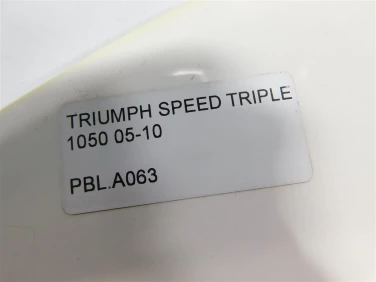 TRIUMPH SPEED TRIPLE
1050 05-10
PBL.A063